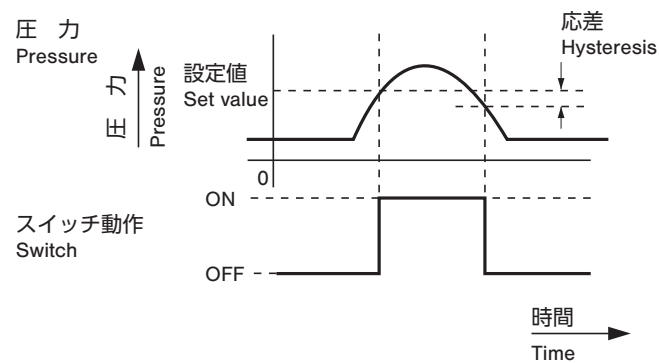 圧 力
Pressure
圧 力
Pressure
設定値
Set value
応差
Hysteresis
0
ON
スイッチ動作
Switch
OFF
時間
Time